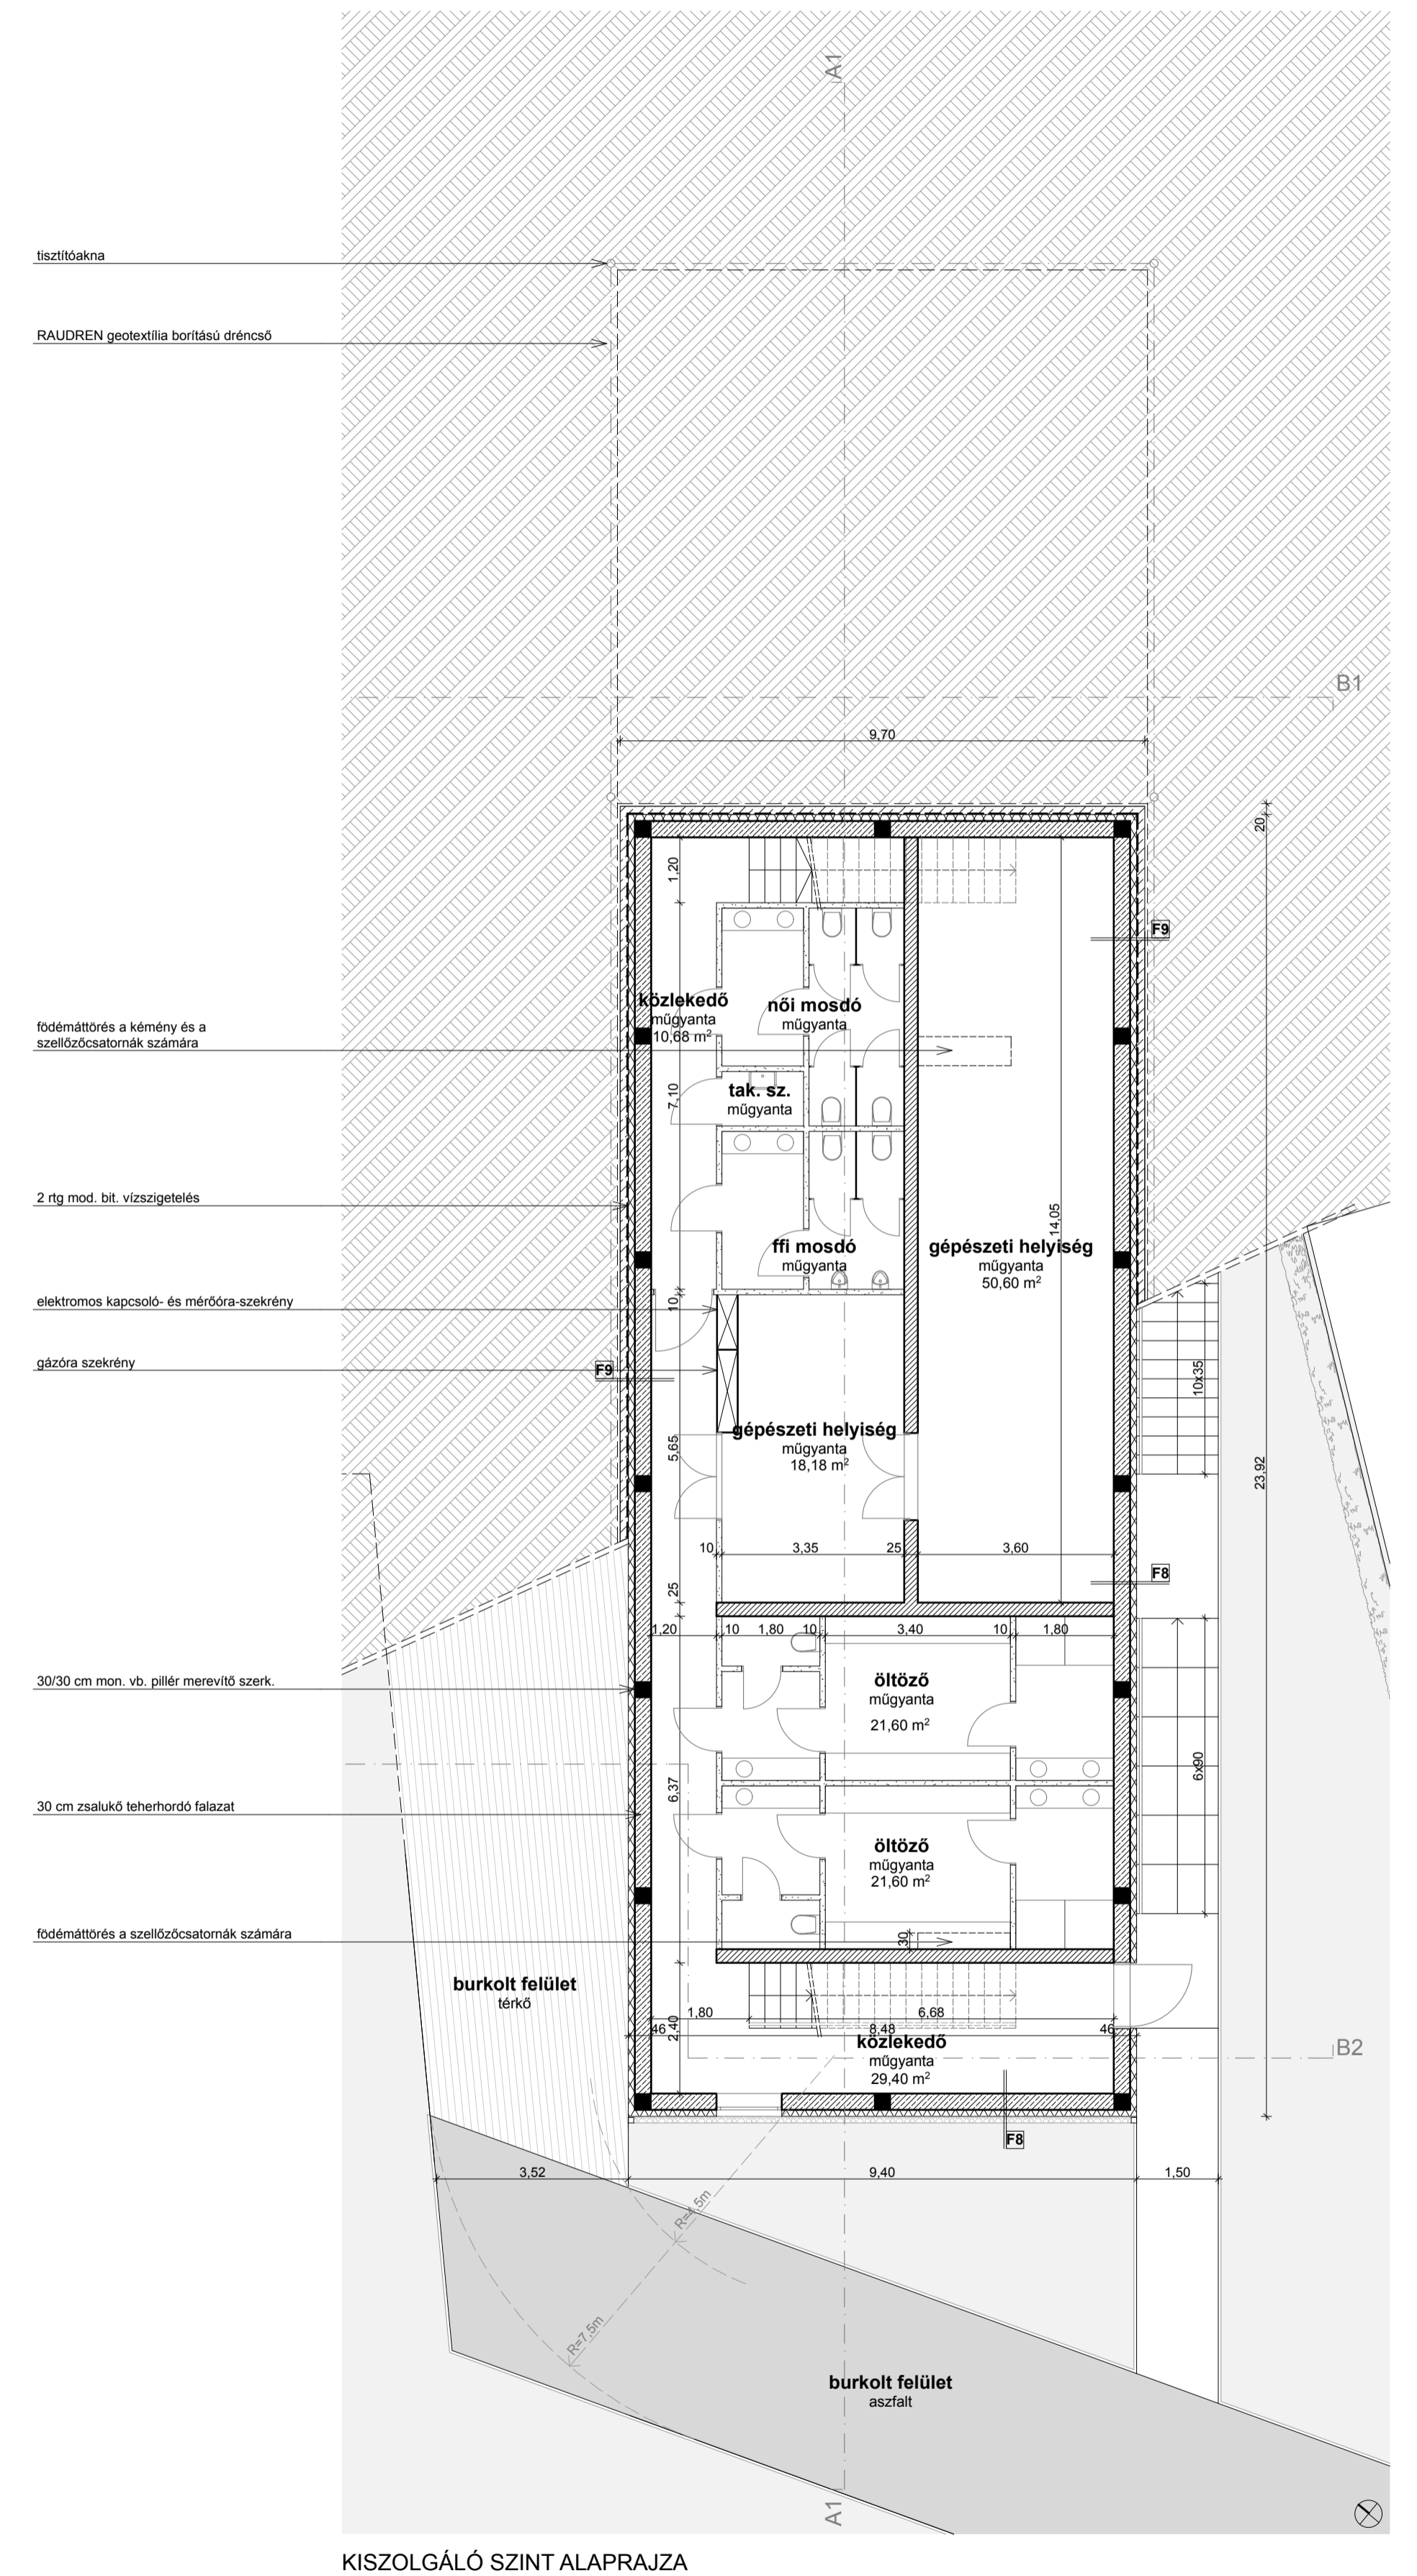 A1
tisztítóakna
RAUDREN geotextília borítású dréncső
B1
9,70
20
1,20
F9
közlekedő
műgyanta
10,68 m²
női mosdó
műgyanta
födémáttörés a kémény és a
szellőzőcsatornák számára
tak. sz.
műgyanta
7,10
2 rtg mod. bit. vízszigetelés
14,05
ffi mosdó
műgyanta
gépészeti helyiség
műgyanta
50,60 m²
elektromos kapcsoló- és mérőóra-szekrény
10
gázóra szekrény
F9
10x35
gépészeti helyiség
műgyanta
18,18 m²
5,65
23,92
10
3,35
25
3,60
F8
25
1,20
10
1,80
10
3,40
10
1,80
30/30 cm mon. vb. pillér merevítő szerk.
öltöző
műgyanta
21,60 m²
6x90
6,37
30 cm zsalukő teherhordó falazat
öltöző
műgyanta
21,60 m²
födémáttörés a szellőzőcsatornák számára
30
burkolt felület
térkő
1,80
6,68
46
2,40
8,48
46
közlekedő
műgyanta
29,40 m²
B2
F8
3,52
9,40
1,50
R=4,5m
R=7,5m
burkolt felület
aszfalt
A1
KISZOLGÁLÓ SZINT ALAPRAJZA